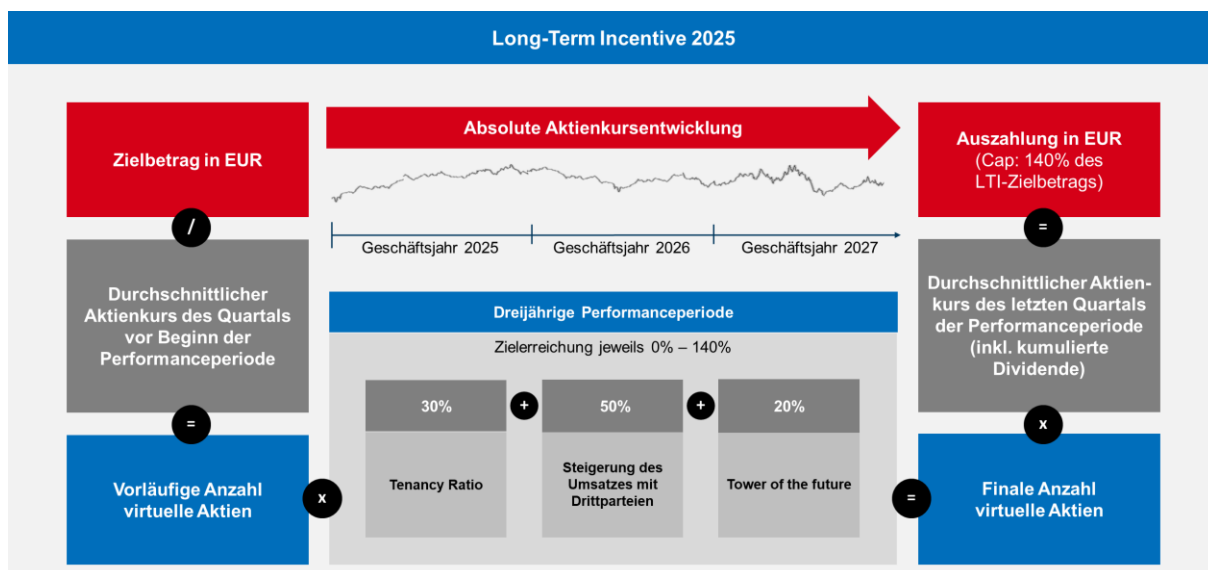 Long-Term Incentive 2025
Zielbetrag in EUR
/
Durchschnittlicher
Aktienkurs des Quartals
vor Beginn der
Performanceperiode
=
Vorläufige Anzahl
virtuelle Aktien
x
Absolute Aktienkursentwicklung
Geschäftsjahr 2025
Geschäftsjahr 2026
Geschäftsjahr 2027
Dreijährige Performanceperiode
Zielerreichung jeweils 0% – 140%
30%
+
50%
+
20%
Tenancy Ratio
Steigerung des
Umsatzes mit
Drittparteien
Tower of the future
=
Auszahlung in EUR
(Cap: 140% des
LTI-Zielbetrags)
=
Durchschnittlicher Aktien-
kurs des letzten Quartals
der Performanceperiode
(inkl. kumulierte
Dividende)
x
Finale Anzahl
virtuelle Aktien